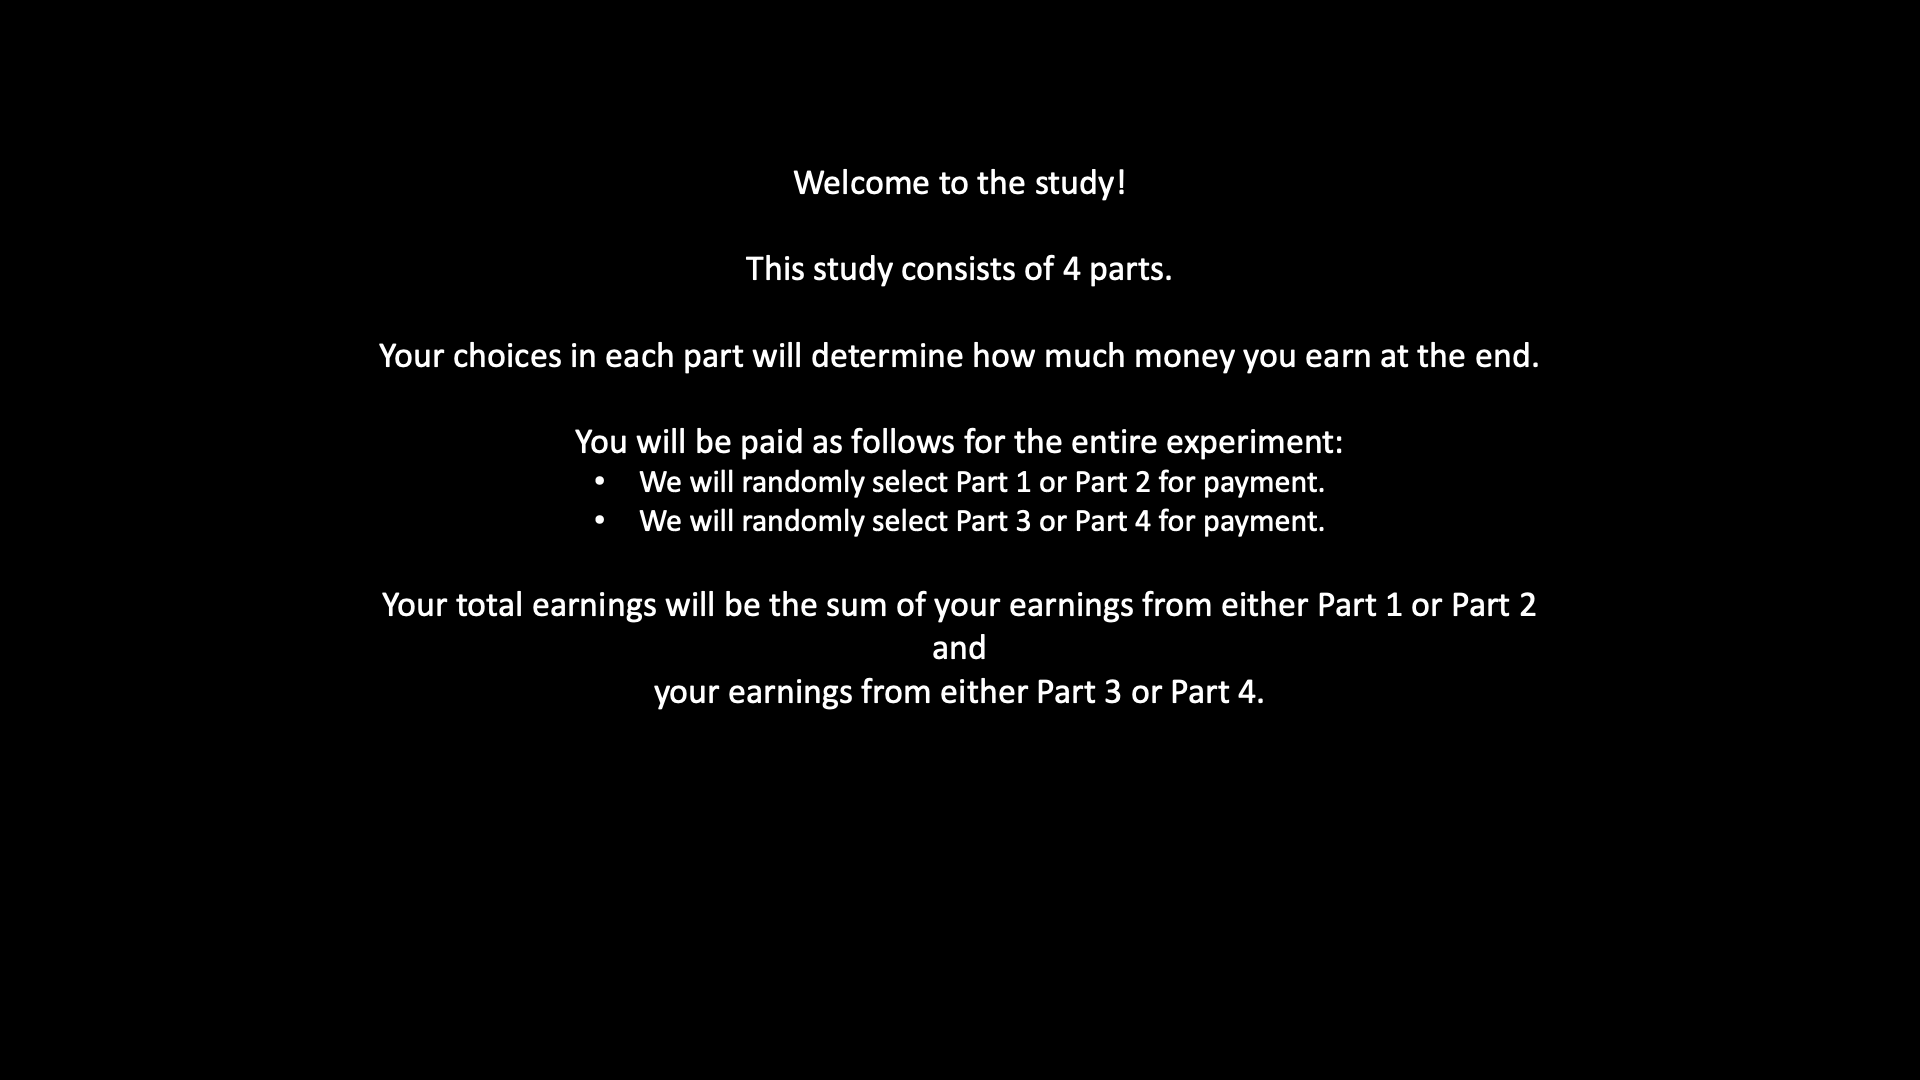 Welcome to the study!
This study consists of 4 parts.
Your choices in each part will determine how much money you earn at the end.
You will be paid as follows for the entire experiment:
• We will randomly select Part 1 or Part 2 for payment.
• We will randomly select Part 3 or Part 4 for payment.
Your total earnings will be the sum of your earnings from either Part 1 or Part 2
and
your earnings from either Part 3 or Part 4.